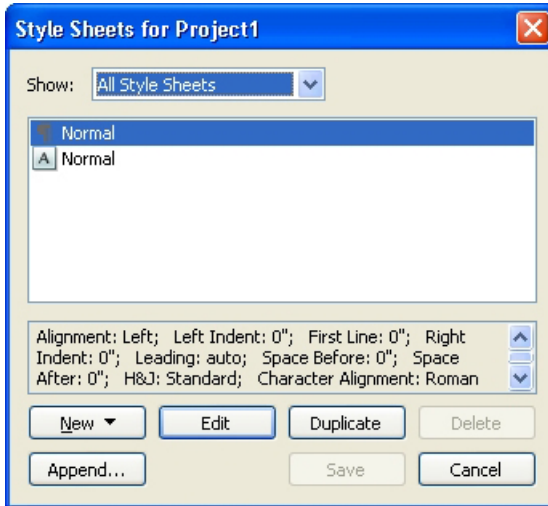 Style Sheets for Project1
Show: All Style Sheets
¶ Normal
A Normal
Alignment: Left; Left Indent: 0"; First Line: 0"; Right
Indent: 0"; Leading: auto; Space Before: 0"; Space
After: 0"; H&J: Standard; Character Alignment: Roman
New Edit Duplicate Delete
Append... Save Cancel